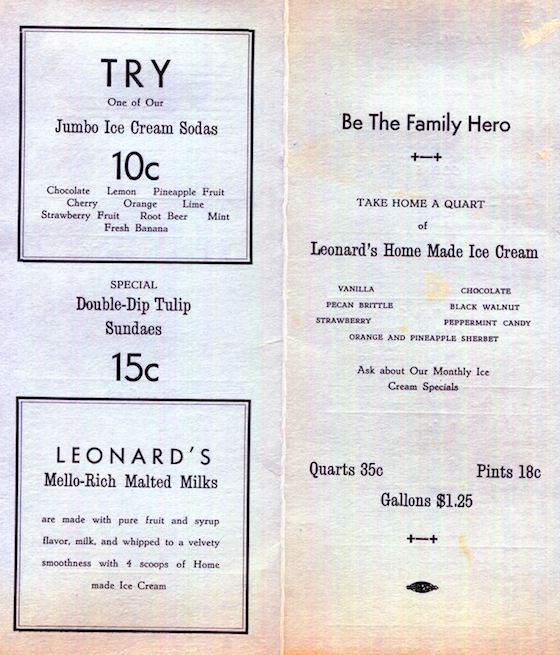 TRY
One of Our
Jumbo Ice Cream Sodas
10c
Chocolate Lemon Pineapple Fruit
Cherry Orange Lime
Strawberry Fruit Root Beer Mint
Fresh Banana
SPECIAL
Double-Dip Tulip
Sundaes
15c
LEONARD'S
Mello-Rich Malted Milks
are made with pure fruit and syrup
flavor, milk, and whipped to a velvety
smoothness with 4 scoops of Home
made Ice Cream
Be The Family Hero
TAKE HOME A QUART
of
Leonard's Home Made Ice Cream
VANILLA CHOCOLATE
PECAN BRITTLE BLACK WALNUT
STRAWBERRY PEPPERMINT CANDY
ORANGE AND PINEAPPLE SHERBET
Ask about Our Monthly Ice
Cream Specials
Quarts 35c Pints 18c
Gallons $1.25